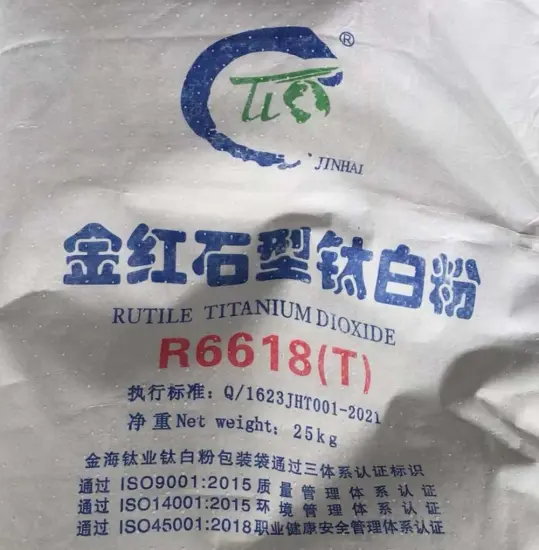 ®
TiO
JINHAI
金红石型钛白粉
RUTILE TITANIUM DIOXIDE
R6618(T)
执行标准: Q/1623JHT001-2021
净重Net weight: 25kg
金海钛业钛白粉包装袋通过三体系认证标识
通过 ISO9001:2015质量管理体系认证
通过 ISO14001:2015环境管理体系认证
通过 ISO45001:2018职业健康安全管理体系认证